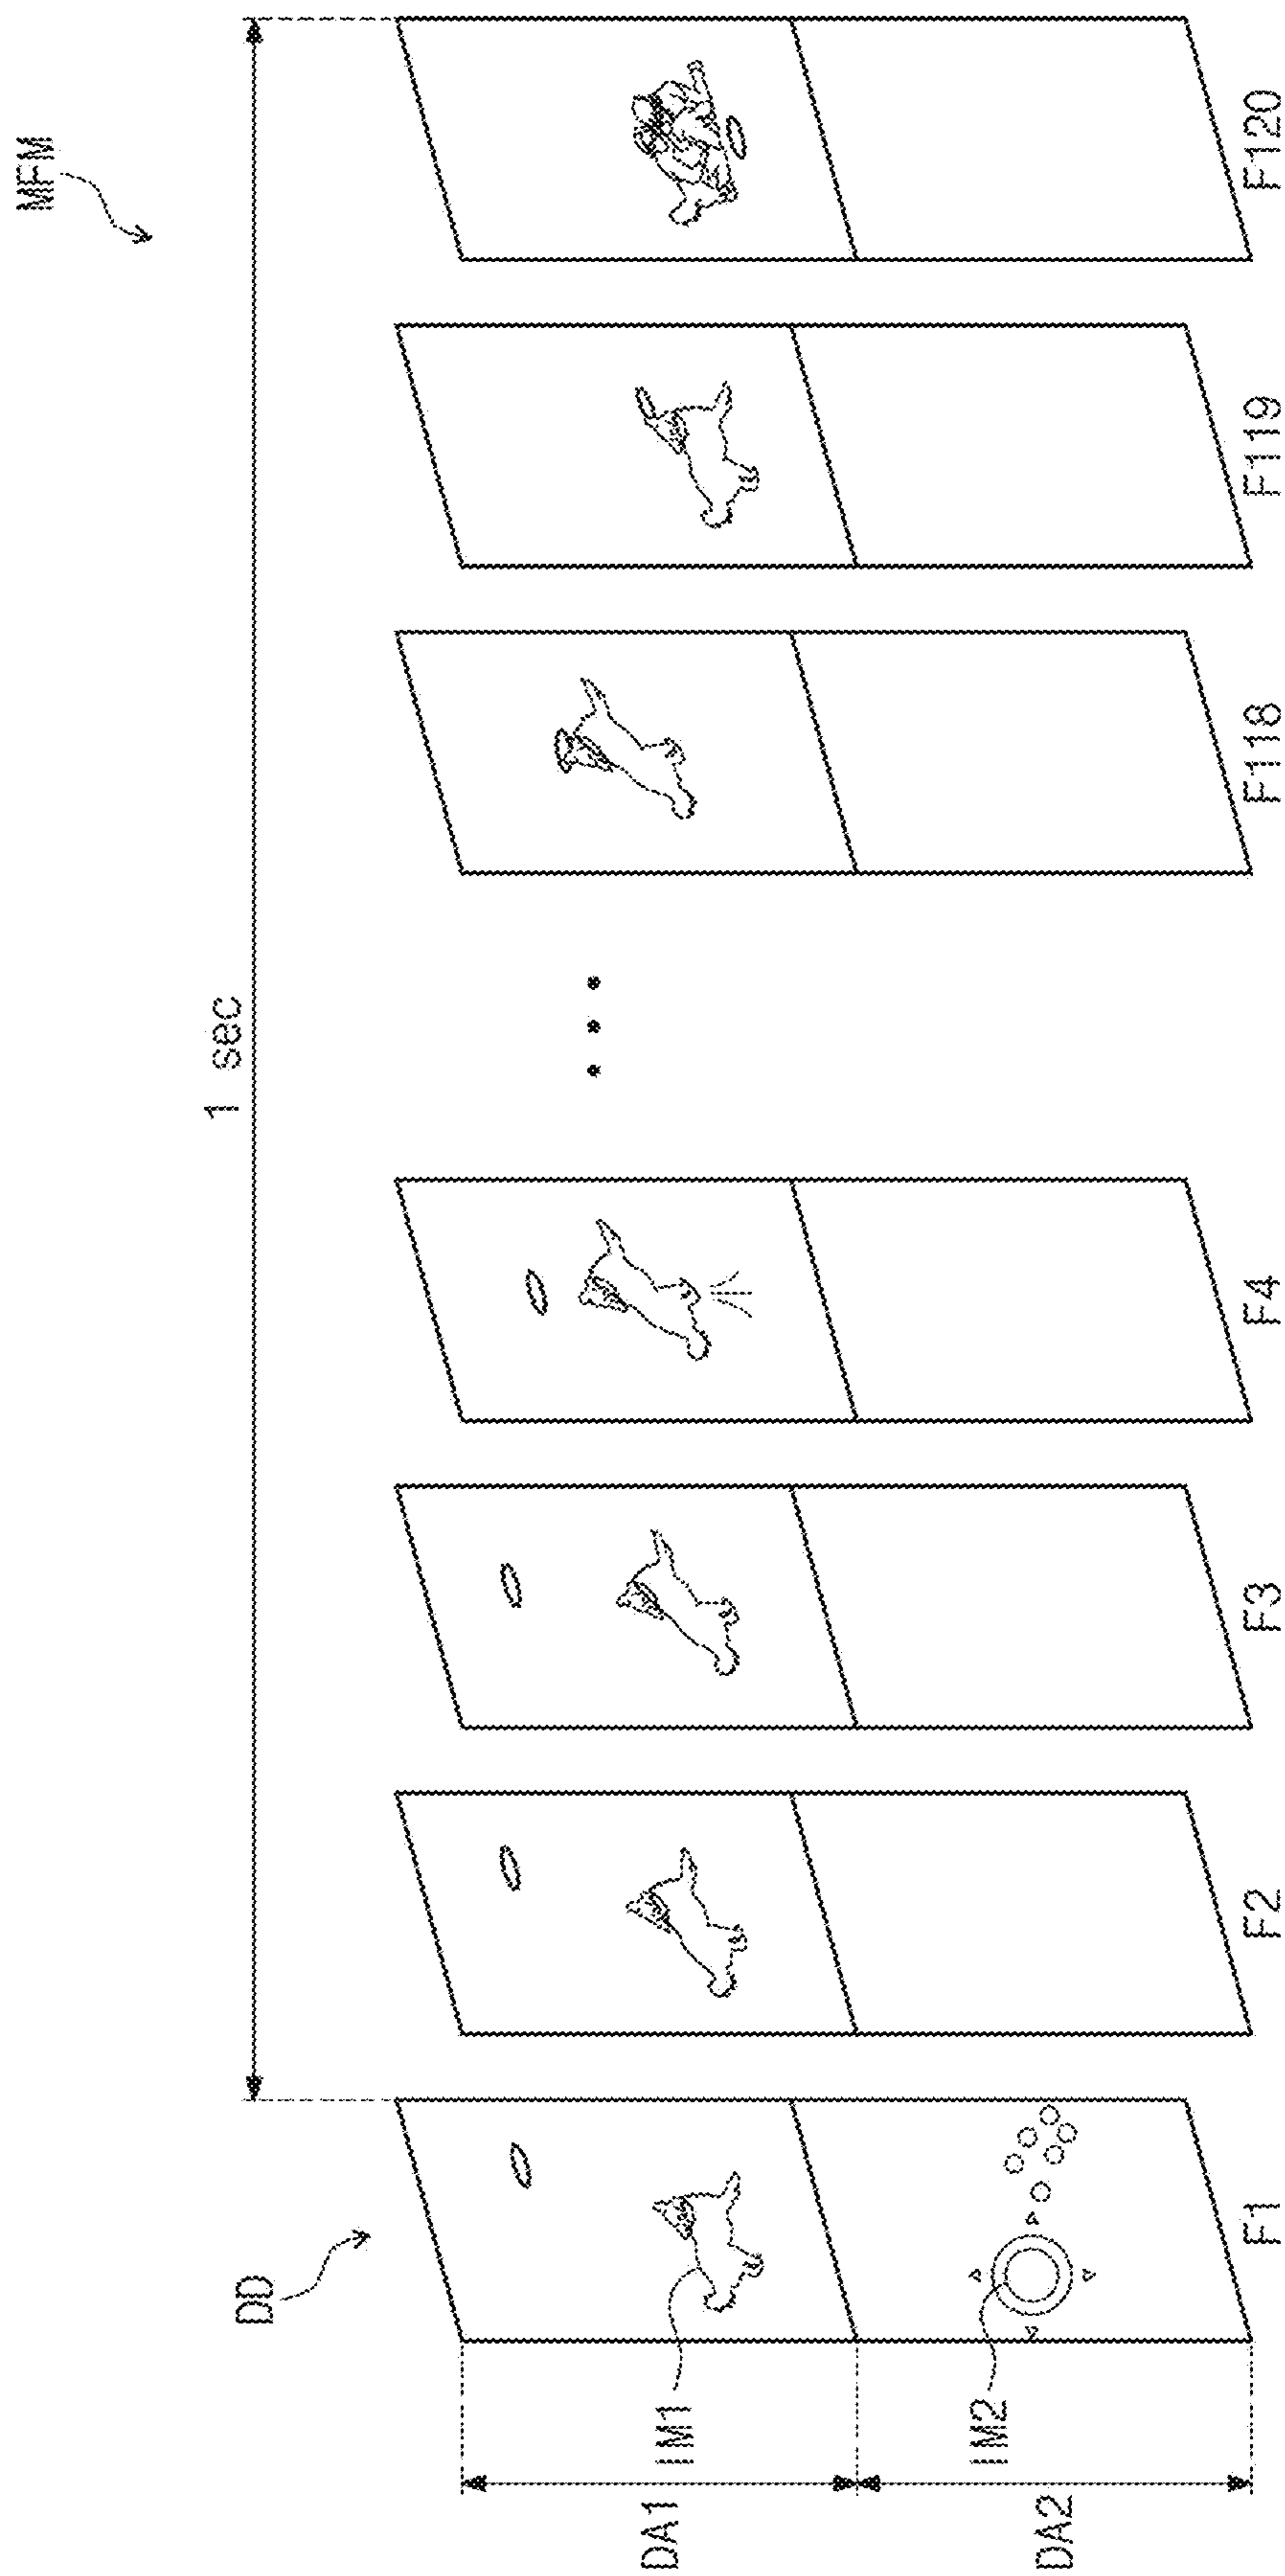 MFM
1 sec
DD
DA1
IM1
DA2
IM2
F1
F2
F3
F4
F118
F119
F120